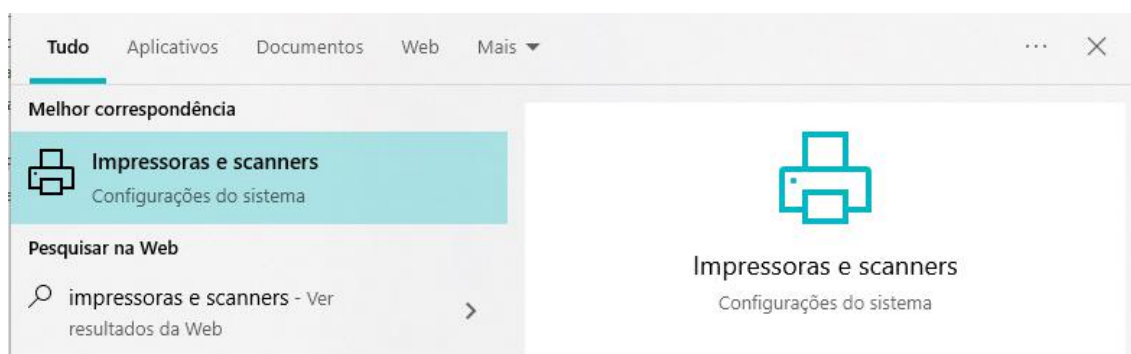 Tudo Aplicativos Documentos Web Mais
Melhor correspondência
Impressoras e scanners
Configurações do sistema
Pesquisar na Web
impressoras e scanners - Ver
resultados da Web
Impressoras e scanners
Configurações do sistema